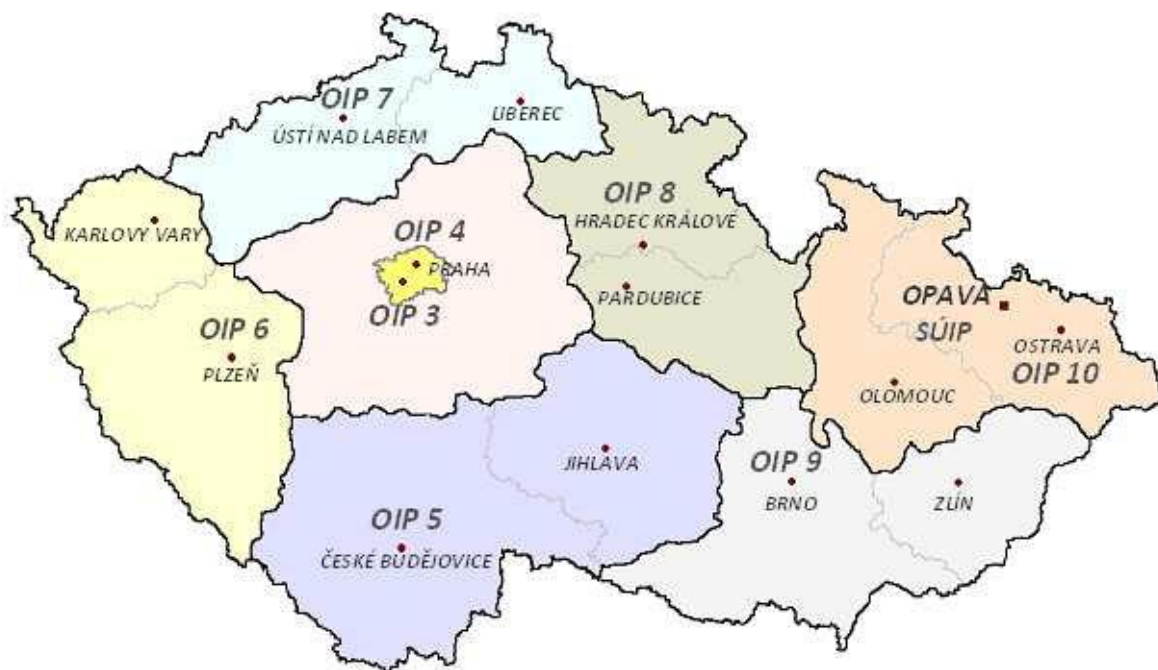 OIP 7
ÚSTÍ NAD LABEM
LIBEREC
OIP 8
HRADEC KRÁLOVÉ
PARDUBICE
KARLOVY VARY
OIP 4
PRAHA
OIP 3
OIP 6
PLZEŇ
OPAVA
SÚIP
OSTRAVA
OIP 10
OLOMOUC
JIHLAVA
OIP 9
BRNO
ZLÍN
OIP 5
ČESKÉ BUDĚJOVICE